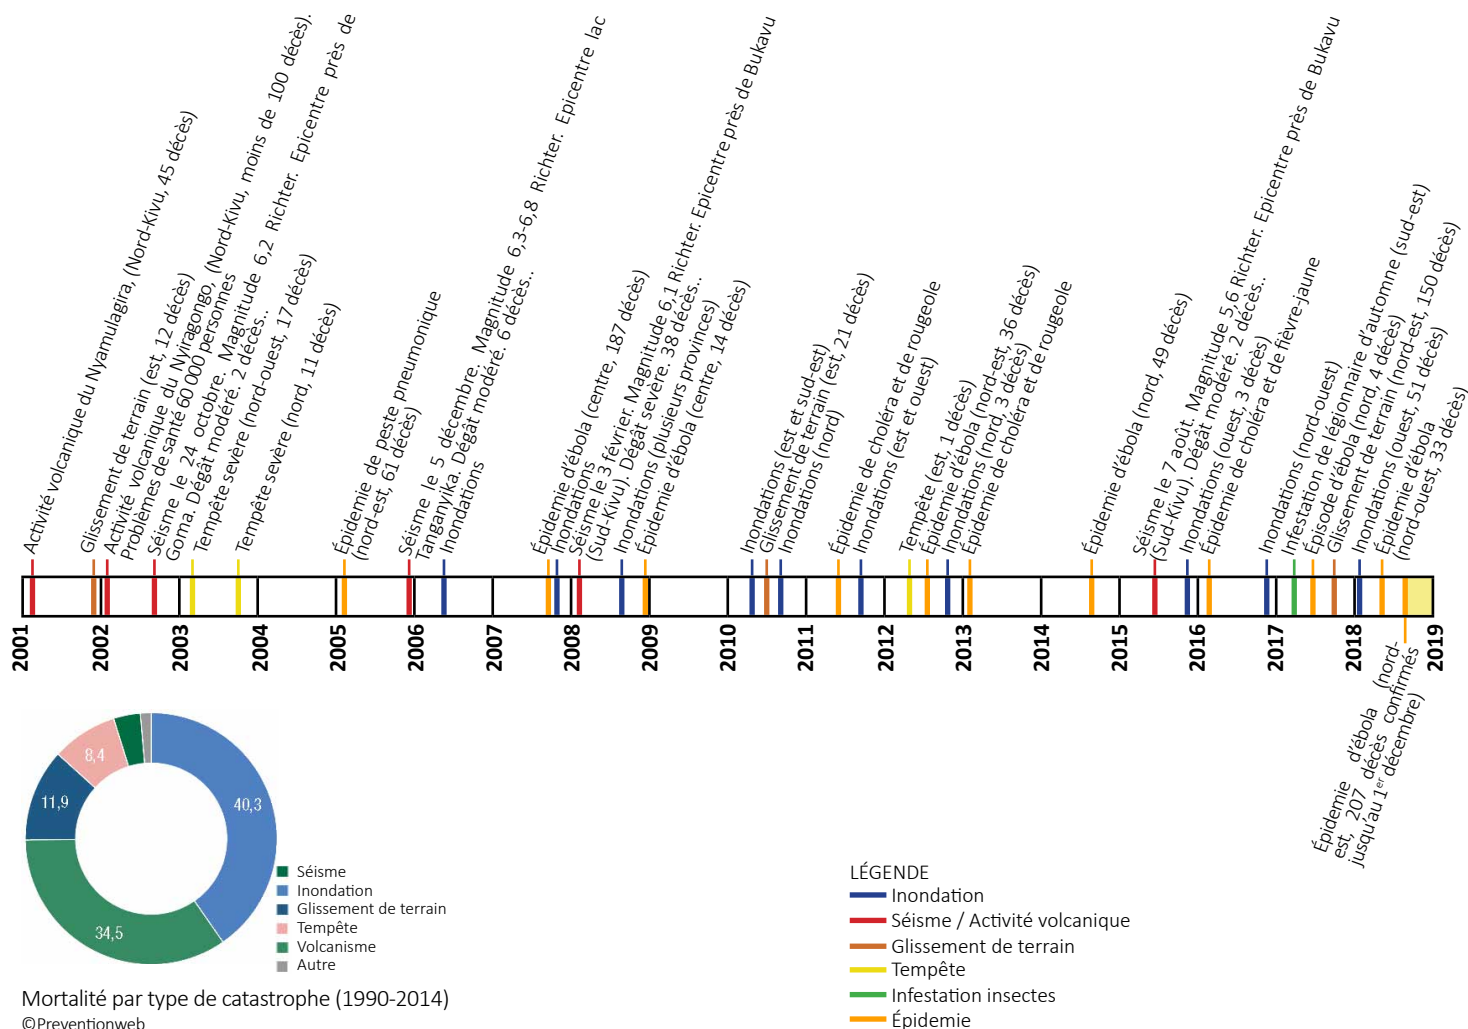 Activité volcanique du Nyamulagira, (Nord-Kivu, 45 décès)
Glissement de terrain (est, 12 décès)
Activité volcanique du Nyiragongo, (Nord-Kivu, moins de 100 décès).
Problèmes de santé 60 000 personnes
Séisme le 24 octobre. Magnitude 6,2 Richter. Epicentre près de
Goma. Dégât modéré. 2 décès..
Tempête sevère (nord-ouest, 17 décès)
Tempête sevère (nord, 11 décès)
Épidémie de peste pneumonique
(nord-est, 61 décès)
Séisme le 5 décembre. Magnitude 6,3-6,8 Richter. Epicentre lac
Tanganyika. Dégât modéré. 6 décès..
Inondations
Épidemie d'ébola (centre, 187 décès)
Inondations
Séisme le 3 février. Magnitude 6,1 Richter. Epicentre près de Bukavu
(Sud-Kivu). Dégât sevère. 38 décès..
Inondations (plusieurs provinces)
Épidemie d'ébola (centre, 14 décès)
Inondations (est et sud-est)
Glissement de terrain (est, 21 décès)
Inondations (nord)
Épidémie de choléra et de rougeole
Inondations (est et ouest)
Tempête (est, 1 décès)
Épidemie d'ébola (nord-est, 36 décès)
Inondations (nord, 3 décès)
Épidemie de choléra et de rougeole
Épidemie d'ébola (nord, 49 décès)
Séisme le 7 août. Magnitude 5,6 Richter. Epicentre près de Bukavu
(Sud-Kivu). Dégât modéré. 2 décès..
Inondations (ouest, 3 décès)
Épidemie de choléra et de fièvre-jaune
Inondations (nord-ouest)
Infestation de légionnaire d'automne (sud-est)
Épisode d'ébola (nord, 4 décès)
Glissement de terrain (nord-est, 150 décès)
Inondations (ouest, 51 décès)
Épidemie d'ébola
(nord-ouest, 33 décès)
2001
2002
2003
2004
2005
2006
2007
2008
2009
2010
2011
2012
2013
2014
2015
2016
2017
2018
2019
Épidemie d'ébola (nord-
est, 207 décès confirmés
jusqu'au 1er décembre)
8,4
40,3
11,9
34,5
Séisme
Inondation
Glissement de terrain
Tempête
Volcanisme
Autre
Mortalité par type de catastrophe (1990-2014)
©Preventionweb
LÉGENDE
Inondation
Séisme / Activité volcanique
Glissement de terrain
Tempête
Infestation insectes
Épidemie